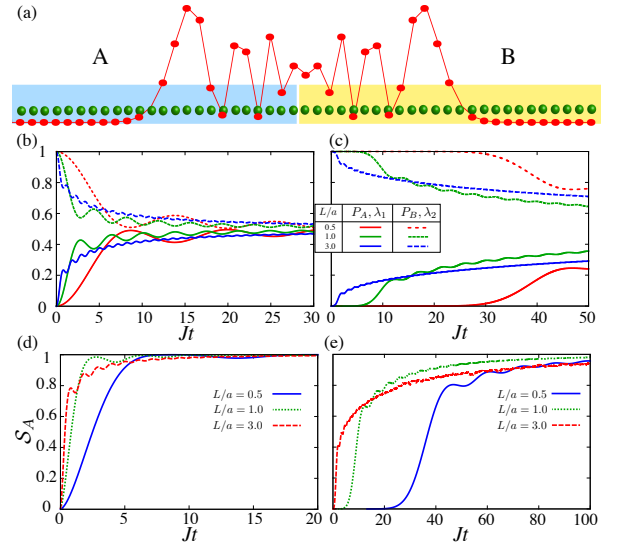 (a)
A
B
(b)
(c)
1
0.8
0.6
0.4
0.2
0
0
5
10
15
20
25
30
Jt
L/a
P_A, λ_1
P_B, λ_2
0.5
1.0
3.0
0
10
20
30
40
50
Jt
(d)
(e)
S_A
1
0.8
0.6
0.4
0.2
0
L/a = 0.5
L/a = 1.0
L/a = 3.0
0
5
10
15
20
Jt
L/a = 0.5
L/a = 1.0
L/a = 3.0
0
20
40
60
80
100
Jt